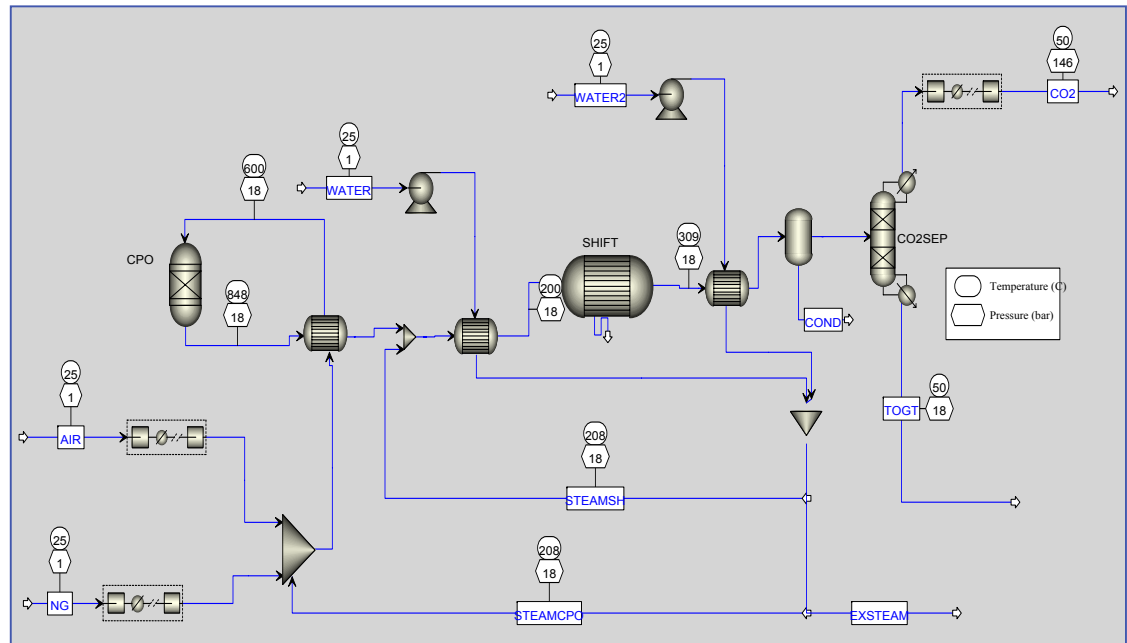 25
1
WATER2
50
146
CO2
25
1
WATER
600
18
CPO
848
18
SHIFT
200
18
309
18
CO2SEP
Temperature (C)
Pressure (bar)
COND
50
18
TOGT
25
1
AIR
208
18
STEAMSH
25
1
NG
208
18
STEAMCPO
EXSTEAM